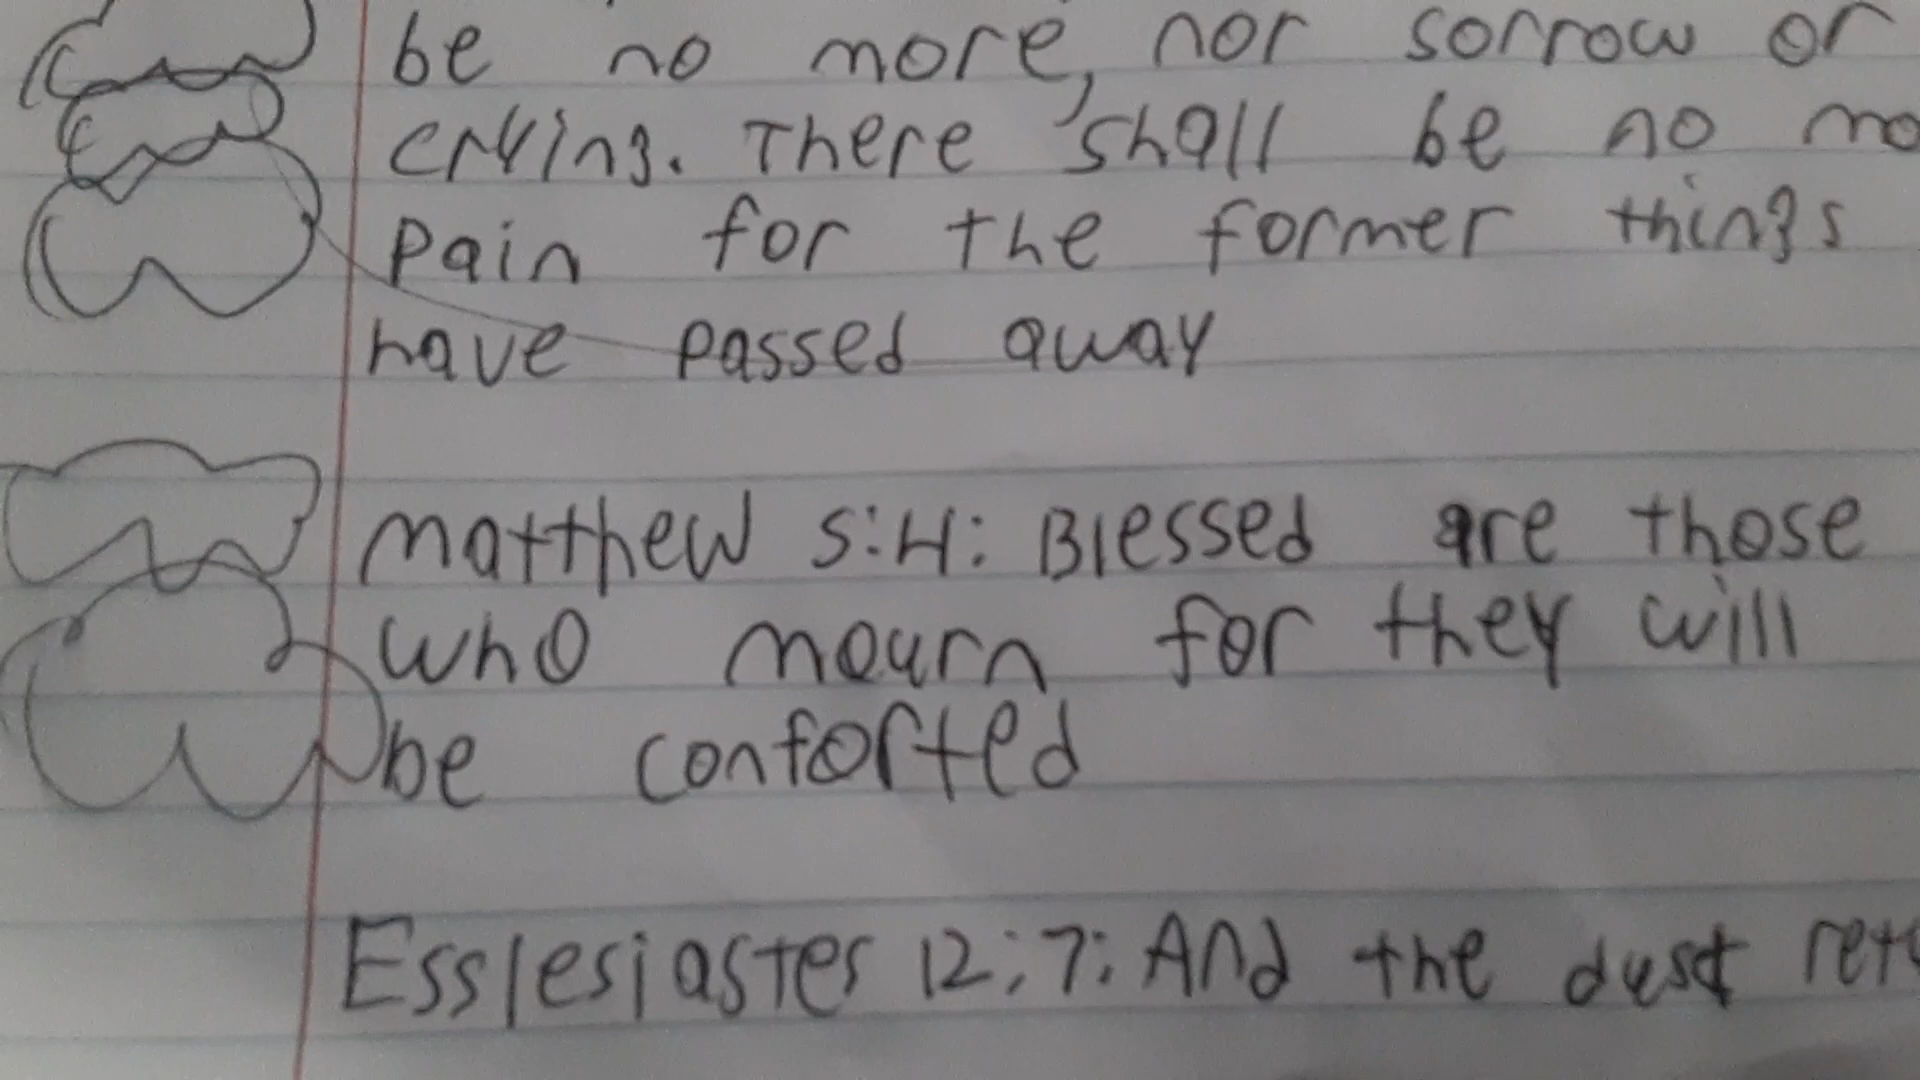 be no more, nor sorrow or
crying. There shall be no mo
pain for the former things
have passed away
Matthew 5:4: Blessed are those
who mourn for they will
be conforted
Esslesiastes 12:7: And the dust retu